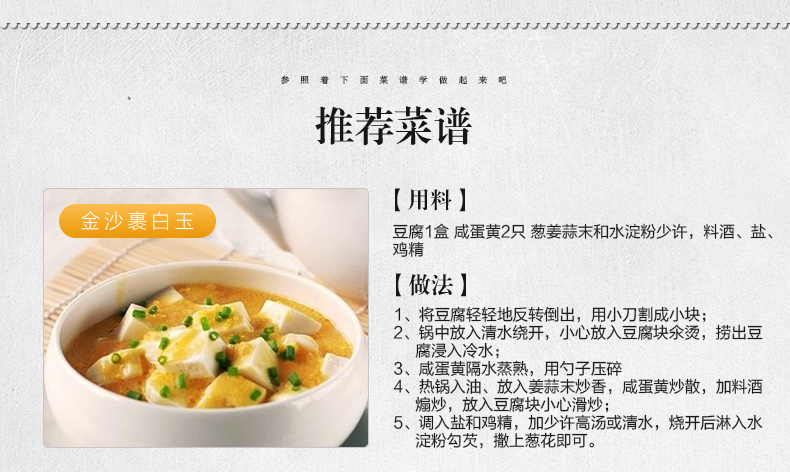 参照着下面菜谱学做起来吧
推荐菜谱
金沙裹白玉
【用料】
豆腐1盒 咸蛋黄2只 葱姜蒜末和水淀粉少许，料酒、盐、
鸡精
【做法】
1、将豆腐轻轻地反转倒出，用小刀割成小块；
2、锅中放入清水绕开，小心放入豆腐块汆烫，捞出豆
腐浸入冷水；
3、咸蛋黄隔水蒸熟，用勺子压碎
4、热锅入油、放入姜蒜末炒香，咸蛋黄炒散，加料酒
煸炒，放入豆腐块小心滑炒；
5、调入盐和鸡精，加少许高汤或清水，烧开后淋入水
淀粉勾芡，撒上葱花即可。